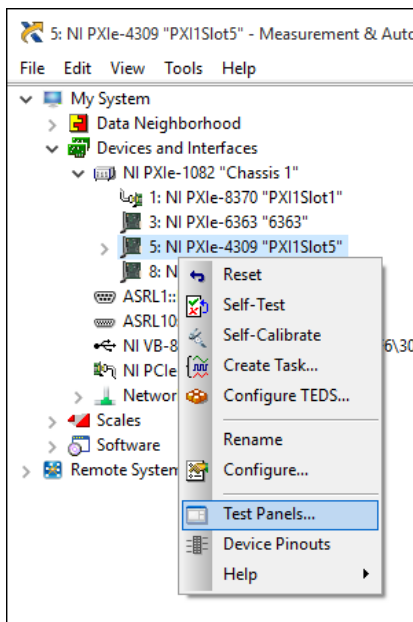 5: NI PXIe-4309 "PXI1Slot5" - Measurement & Auto
File Edit View Tools Help
My System
Data Neighborhood
Devices and Interfaces
NI PXIe-1082 "Chassis 1"
1: NI PXIe-8370 "PXI1Slot1"
3: NI PXIe-6363 "6363"
5: NI PXIe-4309 "PXI1Slot5"
8: N
Reset
ASRL1::
Self-Test
ASRL10
Self-Calibrate
NI VB-8
6\30
NI PCIe
Create Task...
Networ
Configure TEDS...
Scales
Rename
Software
Remote System
Configure...
Test Panels...
Device Pinouts
Help